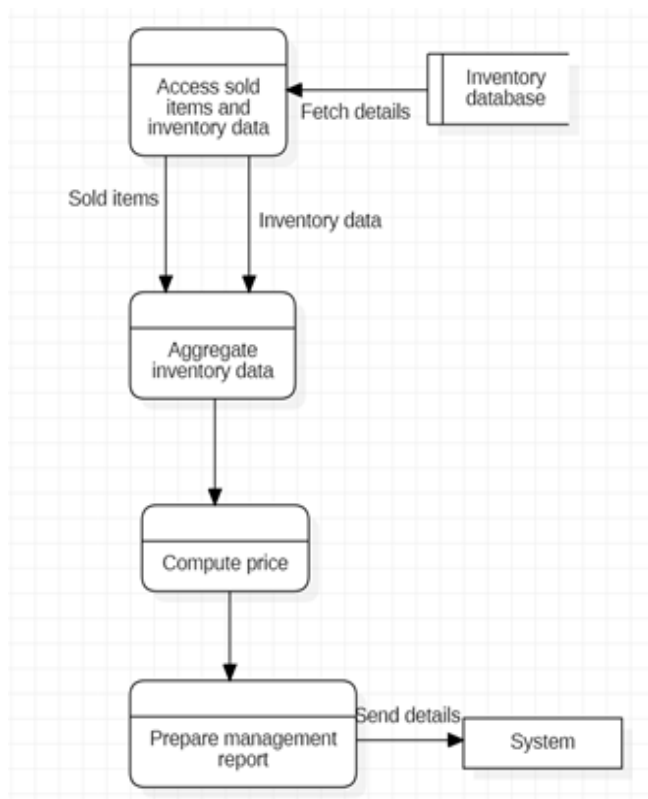 Access sold
items and
inventory data
Inventory
database
Fetch details
Sold items
Inventory data
Aggregate
inventory data
Compute price
Prepare management
report
Send details
System